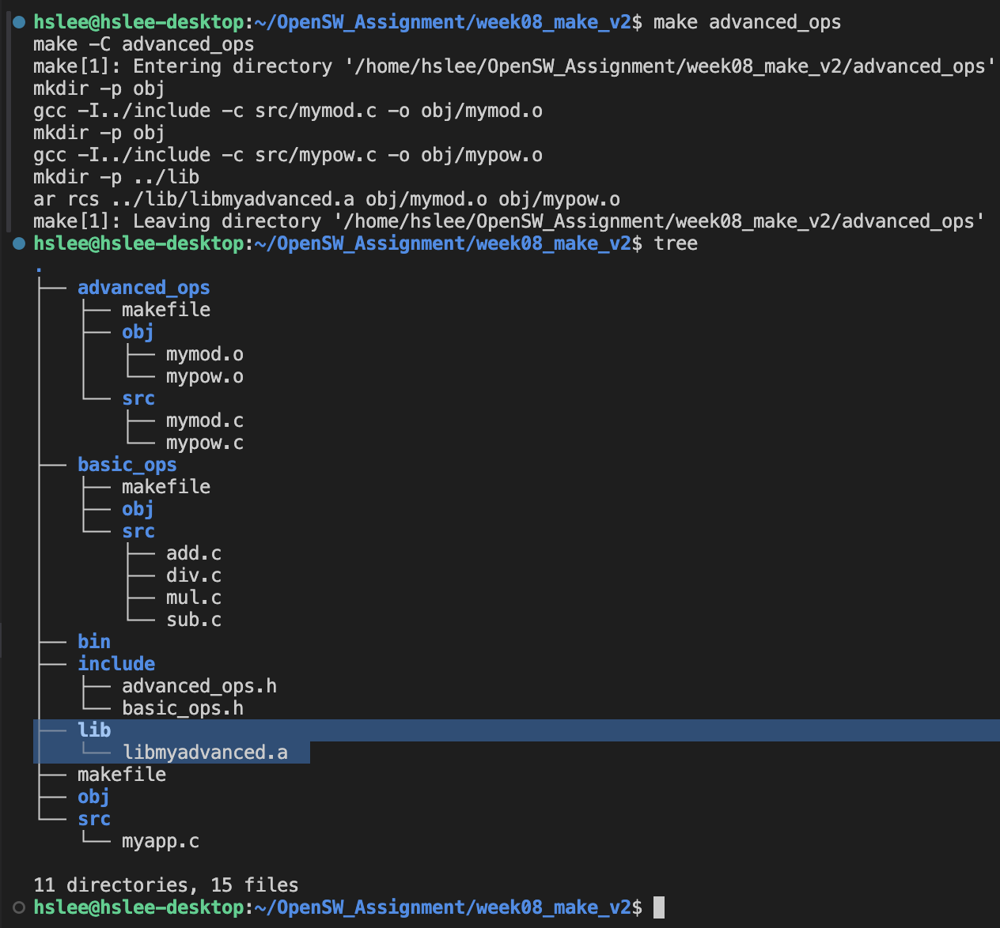 hslee@hslee-desktop:~/OpenSW_Assignment/week08_make_v2$ make advanced_ops
make -C advanced_ops
make[1]: Entering directory '/home/hslee/OpenSW_Assignment/week08_make_v2/advanced_ops'
mkdir -p obj
gcc -I../include -c src/mymod.c -o obj/mymod.o
mkdir -p obj
gcc -I../include -c src/mypow.c -o obj/mypow.o
mkdir -p ../lib
ar rcs ../lib/libmyadvanced.a obj/mymod.o obj/mypow.o
make[1]: Leaving directory '/home/hslee/OpenSW_Assignment/week08_make_v2/advanced_ops'
hslee@hslee-desktop:~/OpenSW_Assignment/week08_make_v2$ tree
.
├── advanced_ops
│   ├── makefile
│   ├── obj
│   │   ├── mymod.o
│   │   └── mypow.o
│   └── src
│       ├── mymod.c
│       └── mypow.c
├── basic_ops
│   ├── makefile
│   ├── obj
│   └── src
│       ├── add.c
│       ├── div.c
│       ├── mul.c
│       └── sub.c
├── bin
├── include
│   ├── advanced_ops.h
│   └── basic_ops.h
├── lib
│   └── libmyadvanced.a
├── makefile
├── obj
└── src
    └── myapp.c
11 directories, 15 files
hslee@hslee-desktop:~/OpenSW_Assignment/week08_make_v2$